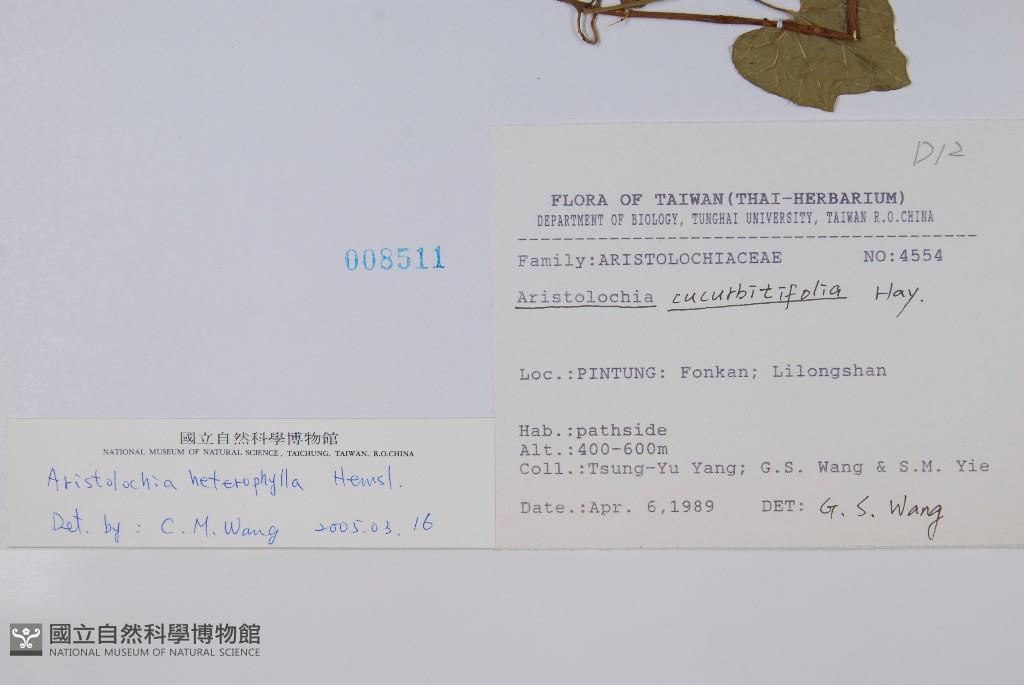 D12
FLORA OF TAIWAN(THAI-HERBARIUM)
DEPARTMENT OF BIOLOGY, TUNGHAI UNIVERSITY, TAIWAN R.O.CHINA
Family:ARISTOLOCHIACEAE NO:4554
Aristolochia cucurbitifolia Hay.
Loc.:PINTUNG: Fonkan; Lilongshan
Hab.:pathside
Alt.:400-600m
Coll.:Tsung-Yu Yang; G.S. Wang & S.M. Yie
Date.:Apr. 6,1989 DET: G. S. Wang
008511
國立自然科學博物館
NATIONAL MUSEUM OF NATURAL SCIENCE, TAICHUNG, TAIWAN, R.O.CHINA
Aristolochia heterophylla Hemsl.
Det. by : C. M. Wang 2005.03.16
國立自然科學博物館
NATIONAL MUSEUM OF NATURAL SCIENCE